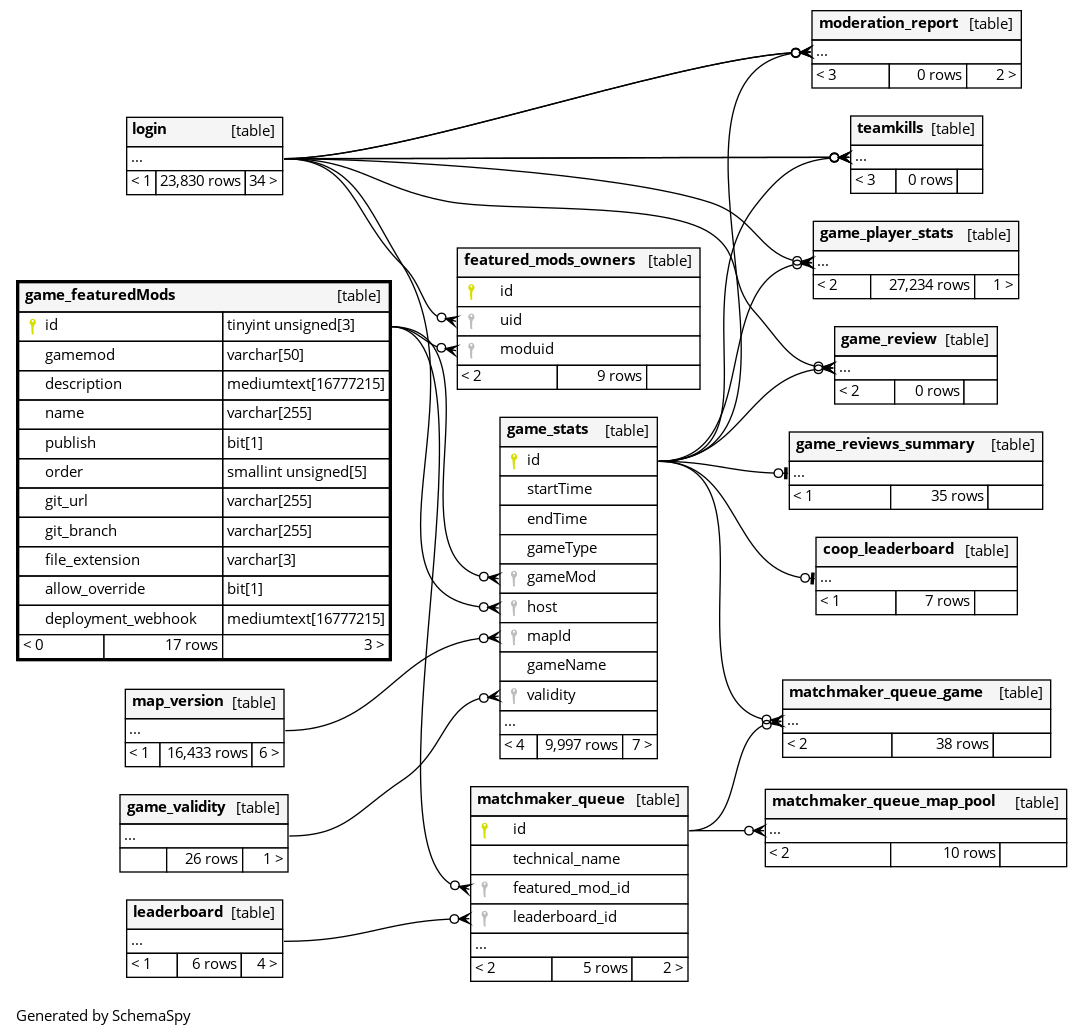 moderation_report [table]
...
< 3 0 rows 2 >
login [table]
...
< 1 23,830 rows 34 >
teamkills [table]
...
< 3 0 rows
game_player_stats [table]
...
< 2 27,234 rows 1 >
featured_mods_owners [table]
id
uid
moduid
< 2 9 rows
game_featuredMods [table]
id tinyint unsigned[3]
gamemod varchar[50]
description mediumtext[16777215]
name varchar[255]
publish bit[1]
order smallint unsigned[5]
git_url varchar[255]
git_branch varchar[255]
file_extension varchar[3]
allow_override bit[1]
deployment_webhook mediumtext[16777215]
< 0 17 rows 3 >
game_review [table]
...
< 2 0 rows
game_stats [table]
id
startTime
endTime
gameType
gameMod
host
mapId
gameName
validity
...
< 4 9,997 rows 7 >
game_reviews_summary [table]
...
< 1 35 rows
coop_leaderboard [table]
...
< 1 7 rows
map_version [table]
...
< 1 16,433 rows 6 >
matchmaker_queue_game [table]
...
< 2 38 rows
game_validity [table]
...
26 rows 1 >
matchmaker_queue [table]
id
technical_name
featured_mod_id
leaderboard_id
...
< 2 5 rows 2 >
matchmaker_queue_map_pool [table]
...
< 2 10 rows
leaderboard [table]
...
< 1 6 rows 4 >
Generated by SchemaSpy